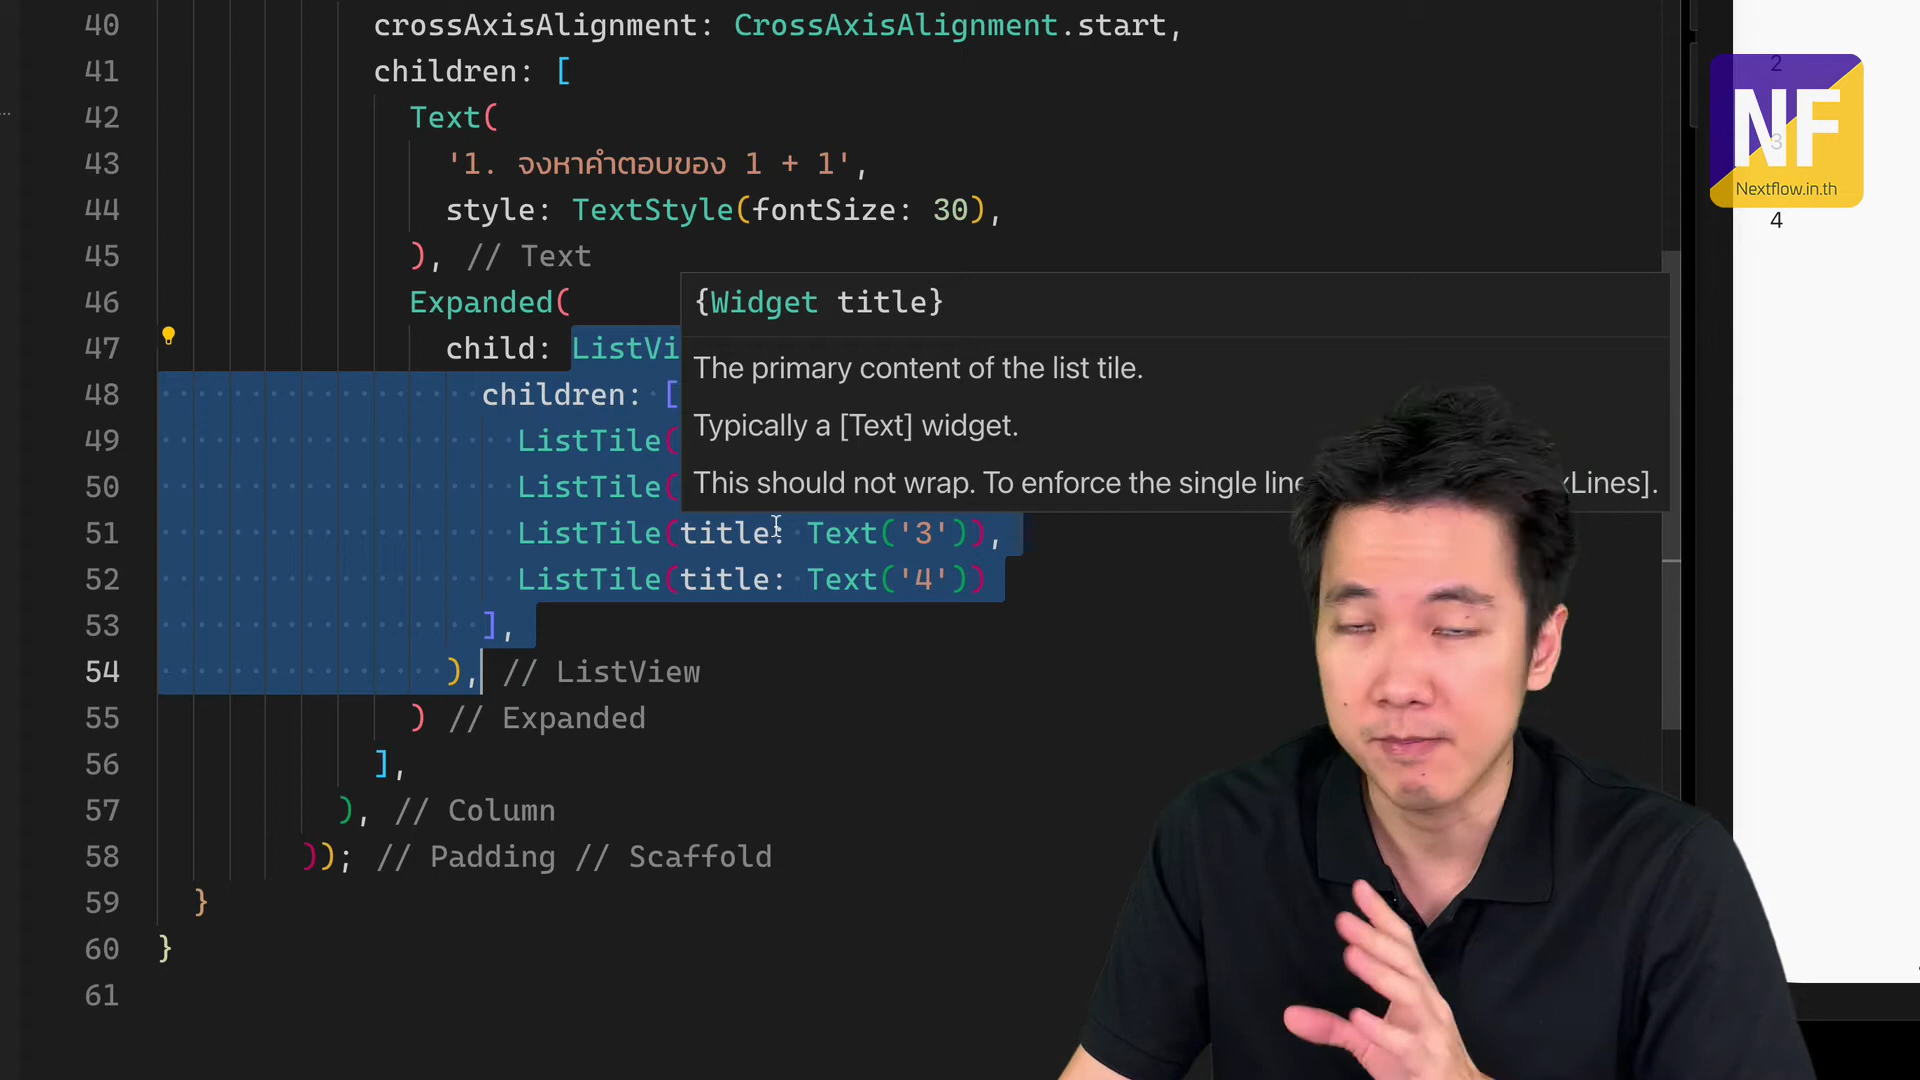 40 crossAxisAlignment: CrossAxisAlignment.start,
41 children: [
42 Text(
43 '1. จงหาคำตอบของ 1 + 1',
44 style: TextStyle(fontSize: 30),
45 ), // Text
46 Expanded(
47 child: ListVi
48 children: [
49 ListTile(
50 ListTile(
51 ListTile(title: Text('3')),
52 ListTile(title: Text('4'))
53 ],
54 ), // ListView
55 ) // Expanded
56 ],
57 ), // Column
58 )); // Padding // Scaffold
59 }
60 }
61
{Widget title}
The primary content of the list tile.
Typically a [Text] widget.
This should not wrap. To enforce the single line
Lines].
2
3
NF
Nextflow.in.th
4